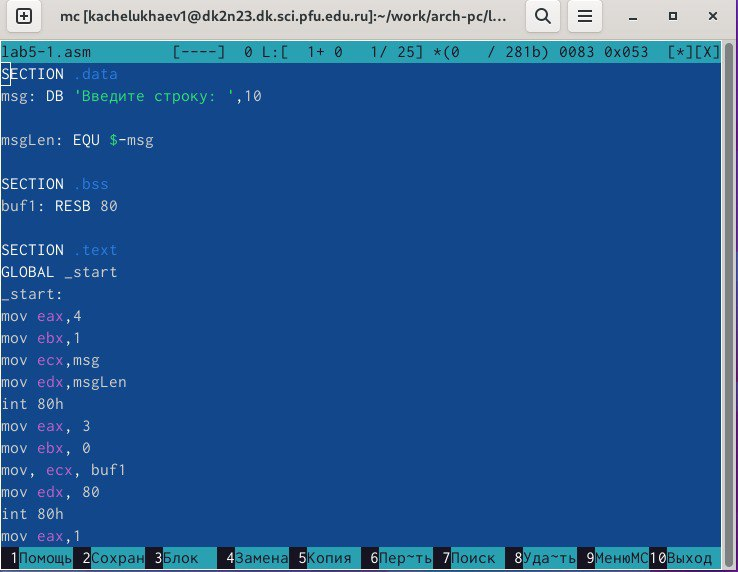 mc [kachelukhaev1@dk2n23.dk.sci.pfu.edu.ru]:~/work/arch-pc/l...
lab5-1.asm [----] 0 L:[ 1+ 0 1/ 25] *(0 / 281b) 0083 0x053 [*][X]
SECTION .data
msg: DB 'Введите строку: ',10
msgLen: EQU $-msg
SECTION .bss
buf1: RESB 80
SECTION .text
GLOBAL _start
_start:
mov eax,4
mov ebx,1
mov ecx,msg
mov edx,msgLen
int 80h
mov eax, 3
mov ebx, 0
mov, ecx, buf1
mov edx, 80
int 80h
mov eax,1
1Помощь 2Сохран 3Блок 4Замена 5Копия 6Пер~ть 7Поиск 8Уда~ть 9МенюMC 10Выход